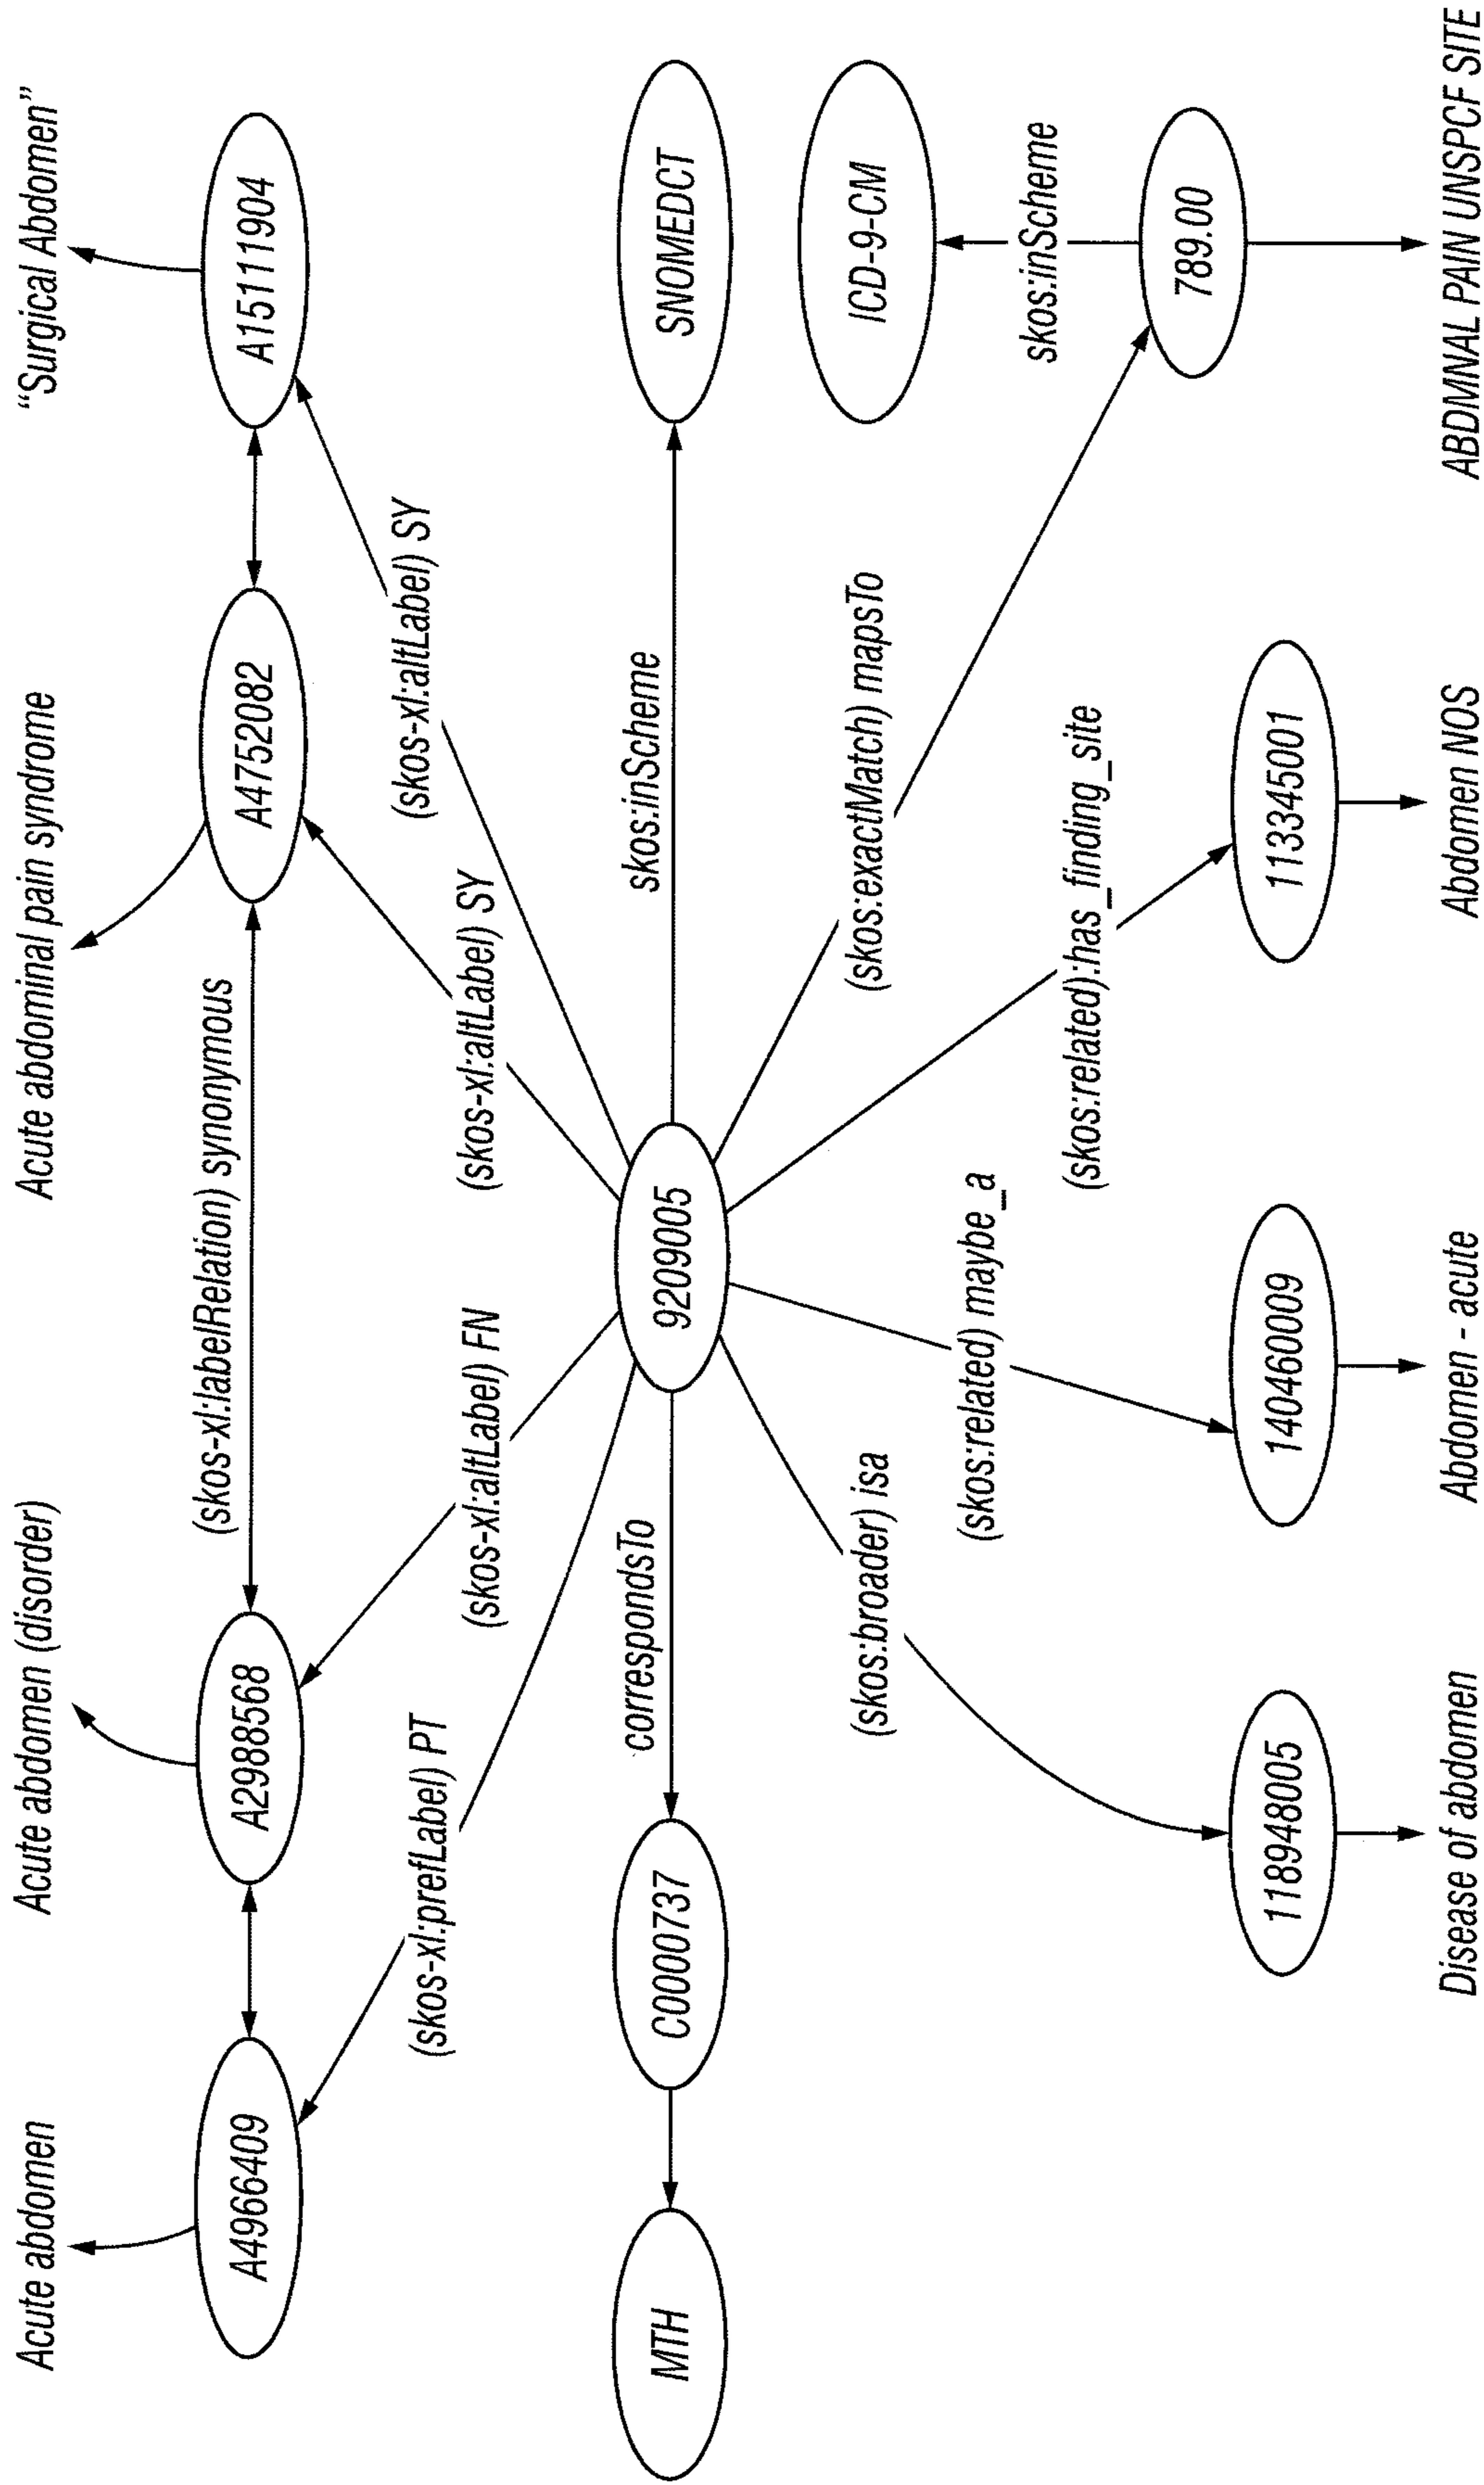 Acute abdomen
Acute abdomen (disorder)
Acute abdominal pain syndrome
“Surgical Abdomen”
(skos-xl:labelRelation) synonymous
A4966409
A2988568
A4752082
A15111904
(skos-xl:prefLabel) PT
(skos-xl:altLabel) FN
(skos-xl:altLabel) SY
(skos-xl:altLabel) SY
correspondsTo
skos:inScheme
MTH
C0000737
9209005
SNOMEDCT
(skos:broader) isa
(skos:related) maybe_a
(skos:related):has_finding_site
(skos:exactMatch) mapsTo
ICD-9-CM
skos:inScheme
118948005
140460009
113345001
789.00
Disease of abdomen
Abdomen - acute
Abdomen NOS
ABDMNAL PAIN UNSPCF SITE